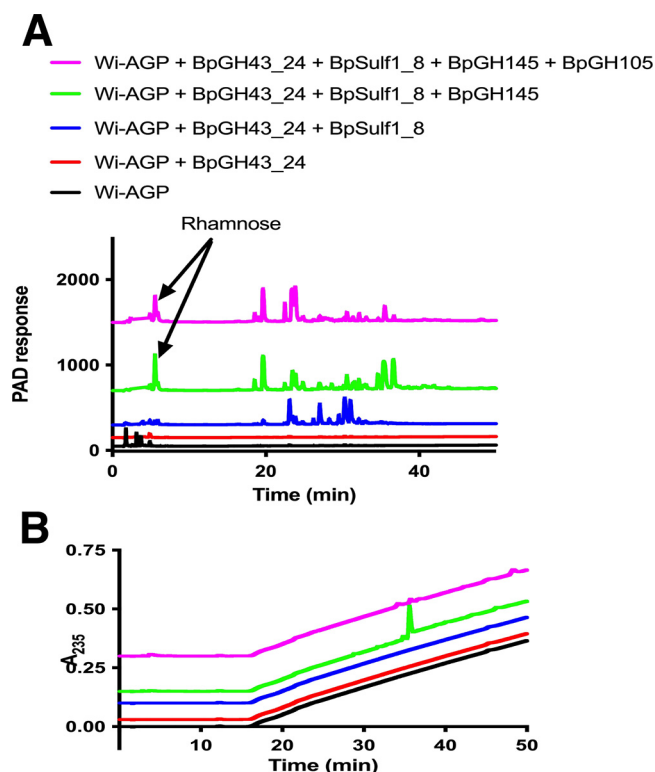 A
Wi-AGP + BpGH43_24 + BpSulf1_8 + BpGH145 + BpGH105
Wi-AGP + BpGH43_24 + BpSulf1_8 + BpGH145
Wi-AGP + BpGH43_24 + BpSulf1_8
Wi-AGP + BpGH43_24
Wi-AGP
Rhamnose
PAD response
2000
1000
0
0 20 40
Time (min)
B
A235
0.75
0.50
0.25
0.00
10 20 30 40 50
Time (min)